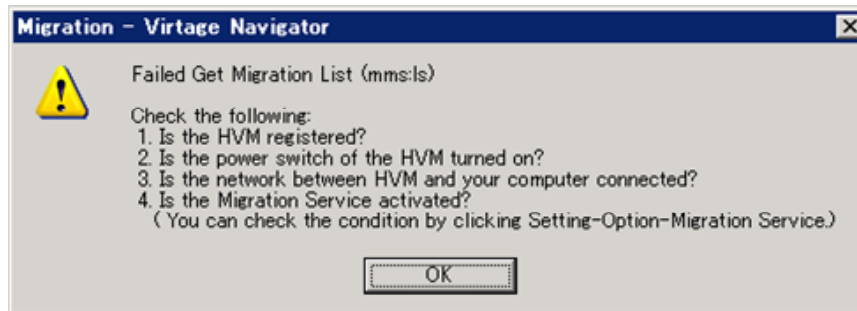 Migration - Virtage Navigator
Failed Get Migration List (mms:ls)
Check the following:
1. Is the HVM registered?
2. Is the power switch of the HVM turned on?
3. Is the network between HVM and your computer connected?
4. Is the Migration Service activated?
( You can check the condition by clicking Setting-Option-Migration Service.)
OK